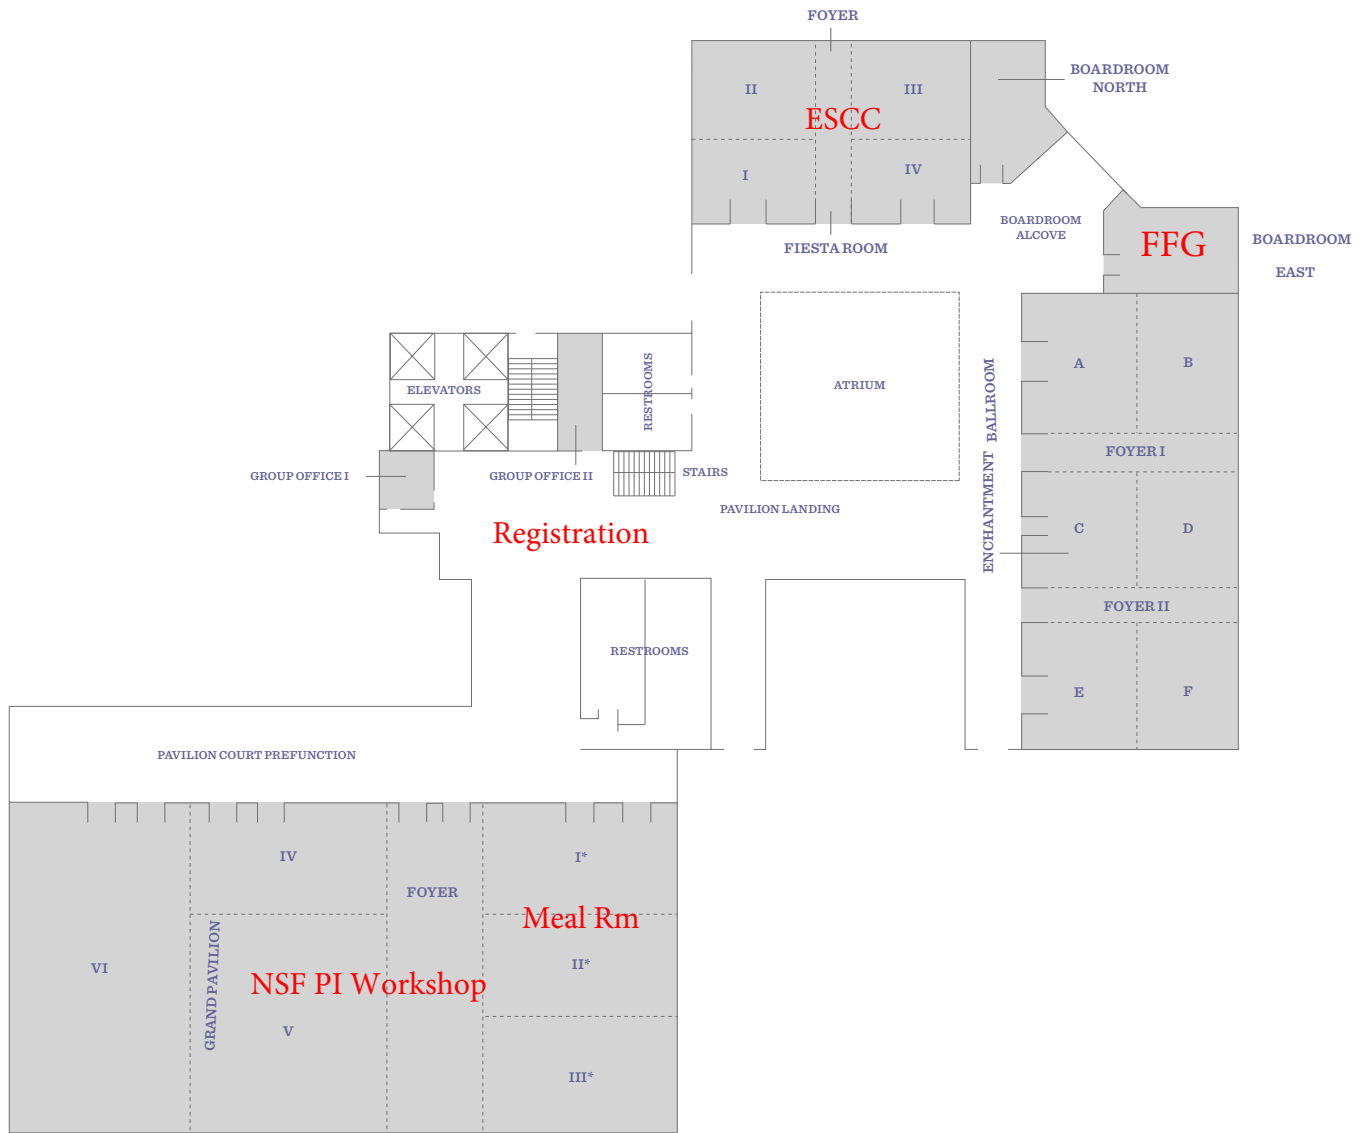 FOYER
BOARDROOM
NORTH
II
III
ESCC
I
IV
BOARDROOM
ALCOVE
FIESTA ROOM
FFG
BOARDROOM
EAST
ELEVATORS
RESTROOMS
ATRIUM
ENCHANTMENT BALLROOM
A
B
FOYER I
GROUP OFFICE I
GROUP OFFICE II
STAIRS
PAVILION LANDING
Registration
C
D
FOYER II
RESTROOMS
E
F
PAVILION COURT PREFUNCTION
IV
I*
FOYER
Meal Rm
VI
GRAND PAVILION
II*
NSF PI Workshop
V
III*